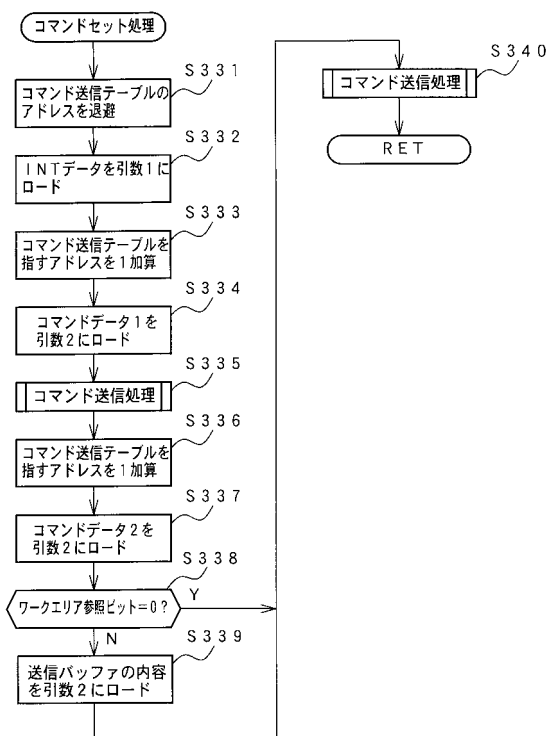 コマンドセット処理
S331
コマンド送信テーブルの
アドレスを退避
S332
INTデータを引数1に
ロード
S333
コマンド送信テーブルを
指すアドレスを1加算
S334
コマンドデータ1を
引数2にロード
S335
コマンド送信処理
S336
コマンド送信テーブルを
指すアドレスを1加算
S337
コマンドデータ2を
引数2にロード
S338
ワークエリア参照ビット=0?
Y
N
S339
送信バッファの内容
を引数2にロード
S340
コマンド送信処理
RET